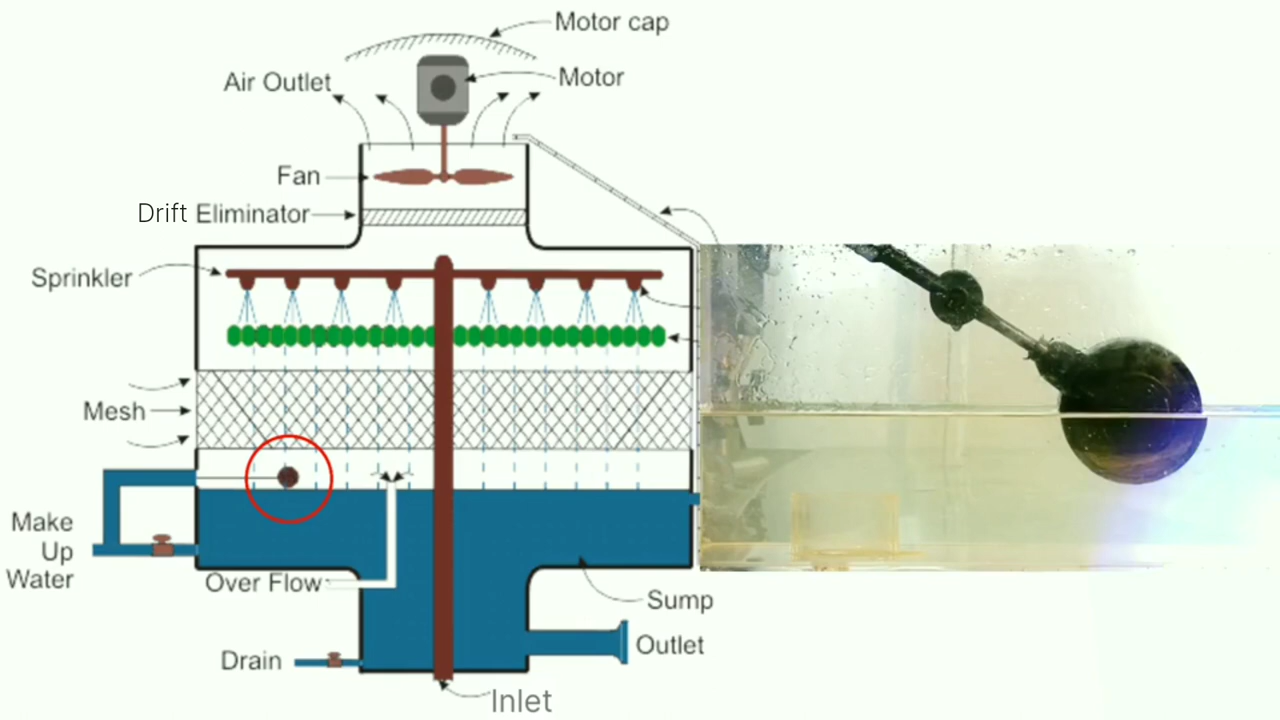 Motor cap
Air Outlet
Motor
Fan
Drift Eliminator
Sprinkler
Mesh
Make
Up
Water
Over Flow
Sump
Outlet
Drain
Inlet